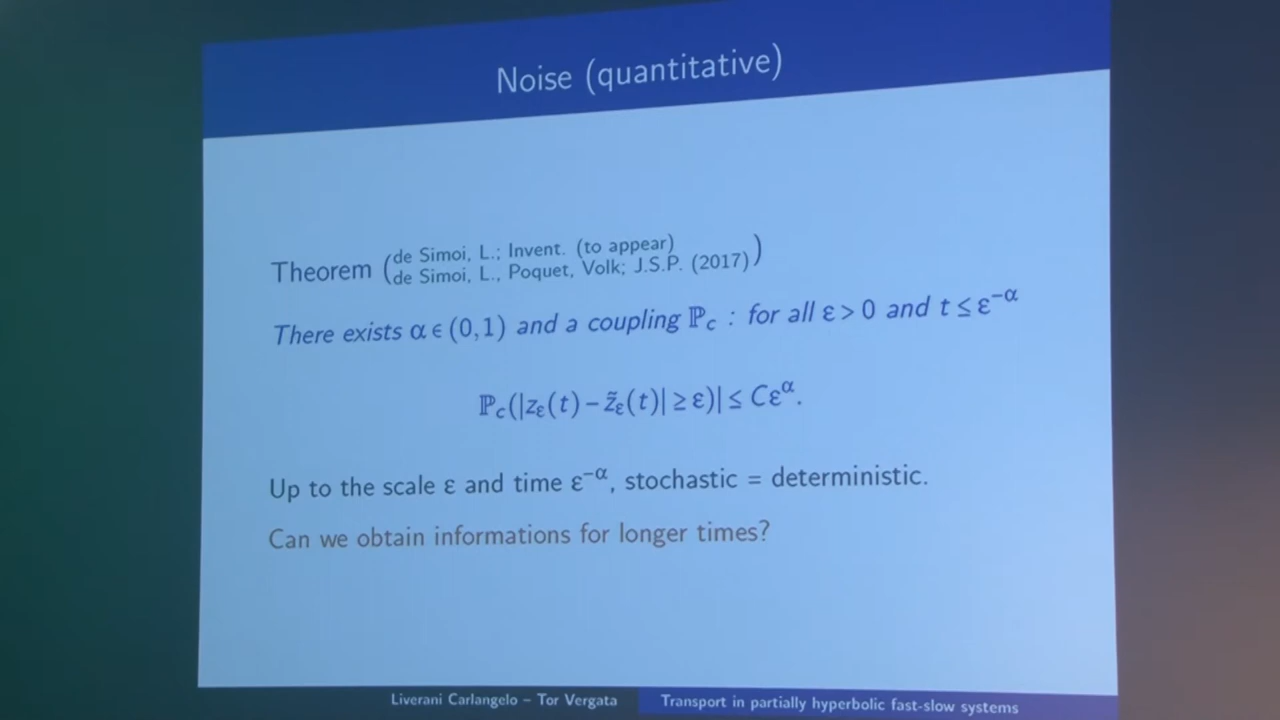 Noise (quantitative)
Theorem (de Simoi, L.; Invent. (to appear)
de Simoi, L., Poquet, Volk; J.S.P. (2017))
There exists α ∈ (0,1) and a coupling ℙc : for all ε > 0 and t ≤ ε^−α
ℙc(|zε(t) − z̃ε(t)| ≥ ε)| ≤ Cε^α.
Up to the scale ε and time ε^−α, stochastic = deterministic.
Can we obtain informations for longer times?
Liverani Carlangelo – Tor Vergata
Transport in partially hyperbolic fast-slow systems